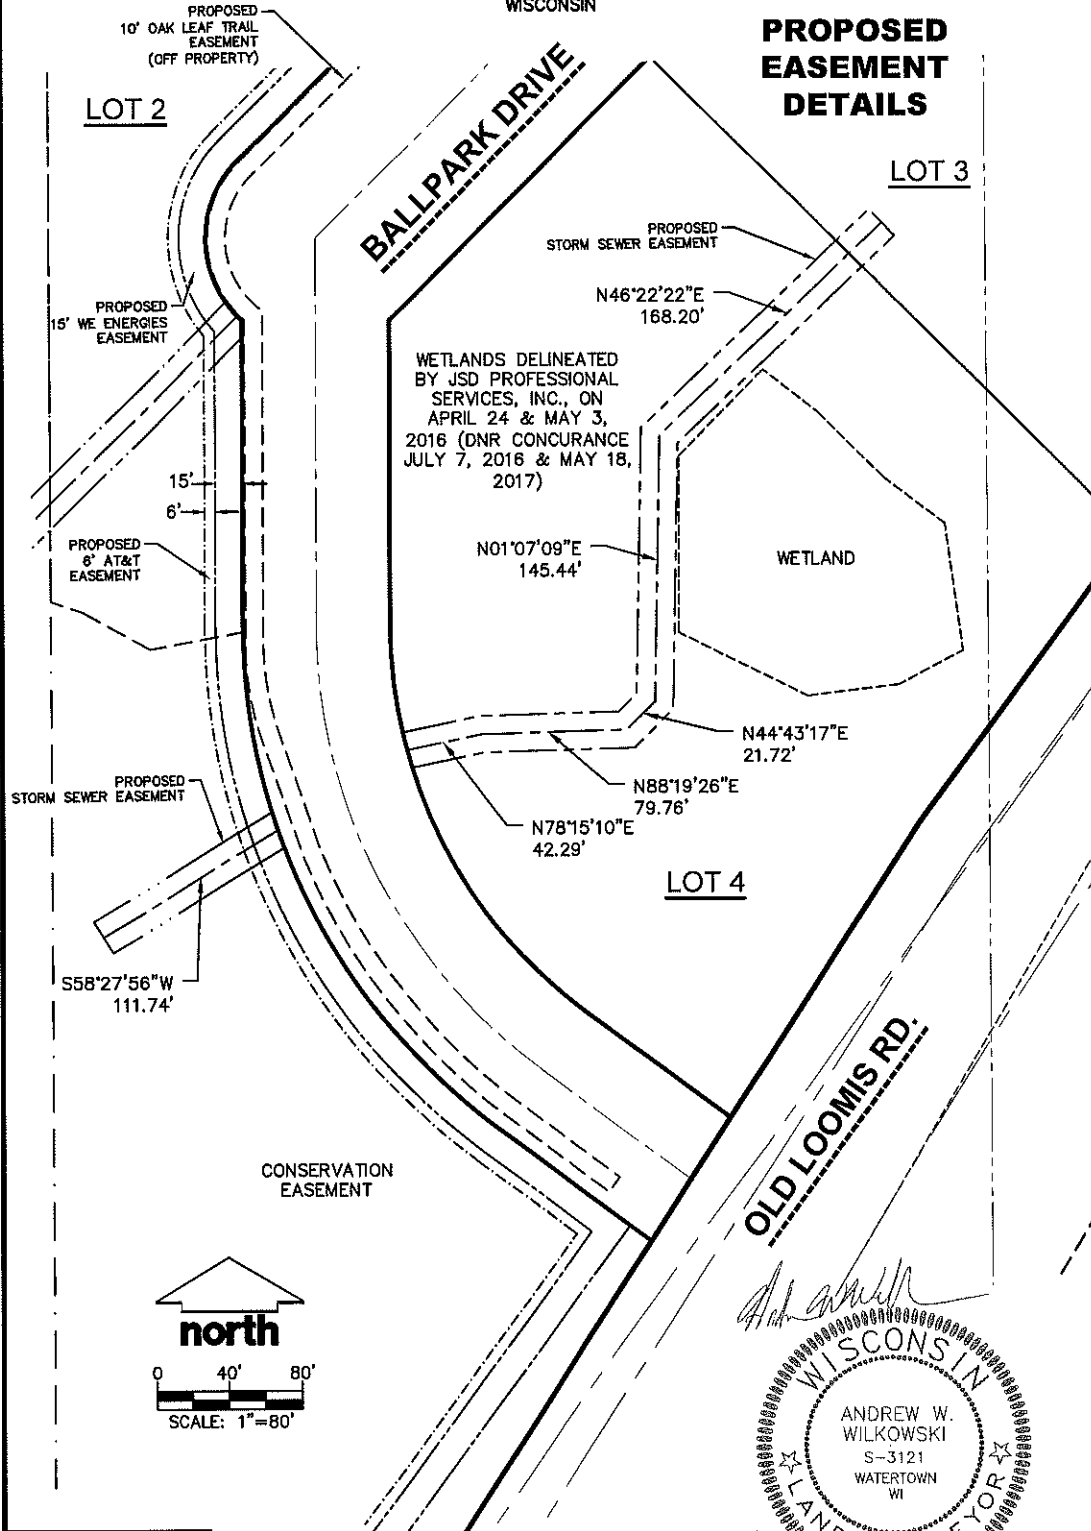 WISCONSIN
PROPOSED
10' OAK LEAF TRAIL
EASEMENT
(OFF PROPERTY)
PROPOSED
EASEMENT
DETAILS
LOT 2
BALLPARK DRIVE
LOT 3
PROPOSED
STORM SEWER EASEMENT
N46°22'22"E
168.20'
PROPOSED
15' WE ENERGIES
EASEMENT
WETLANDS DELINEATED
BY JSD PROFESSIONAL
SERVICES, INC., ON
APRIL 24 & MAY 3,
2016 (DNR CONCURANCE
JULY 7, 2016 & MAY 18,
2017)
15'
6'
PROPOSED
6' AT&T
EASEMENT
N01°07'09"E
145.44'
WETLAND
N44°43'17"E
21.72'
N88°19'26"E
79.76'
N78°15'10"E
42.29'
PROPOSED
STORM SEWER EASEMENT
LOT 4
S58°27'56"W
111.74'
OLD LOOMIS RD.
CONSERVATION
EASEMENT
north
0 40' 80'
SCALE: 1"=80'
WISCONSIN
ANDREW W.
WILKOWSKI
S-3121
WATERTOWN
WI